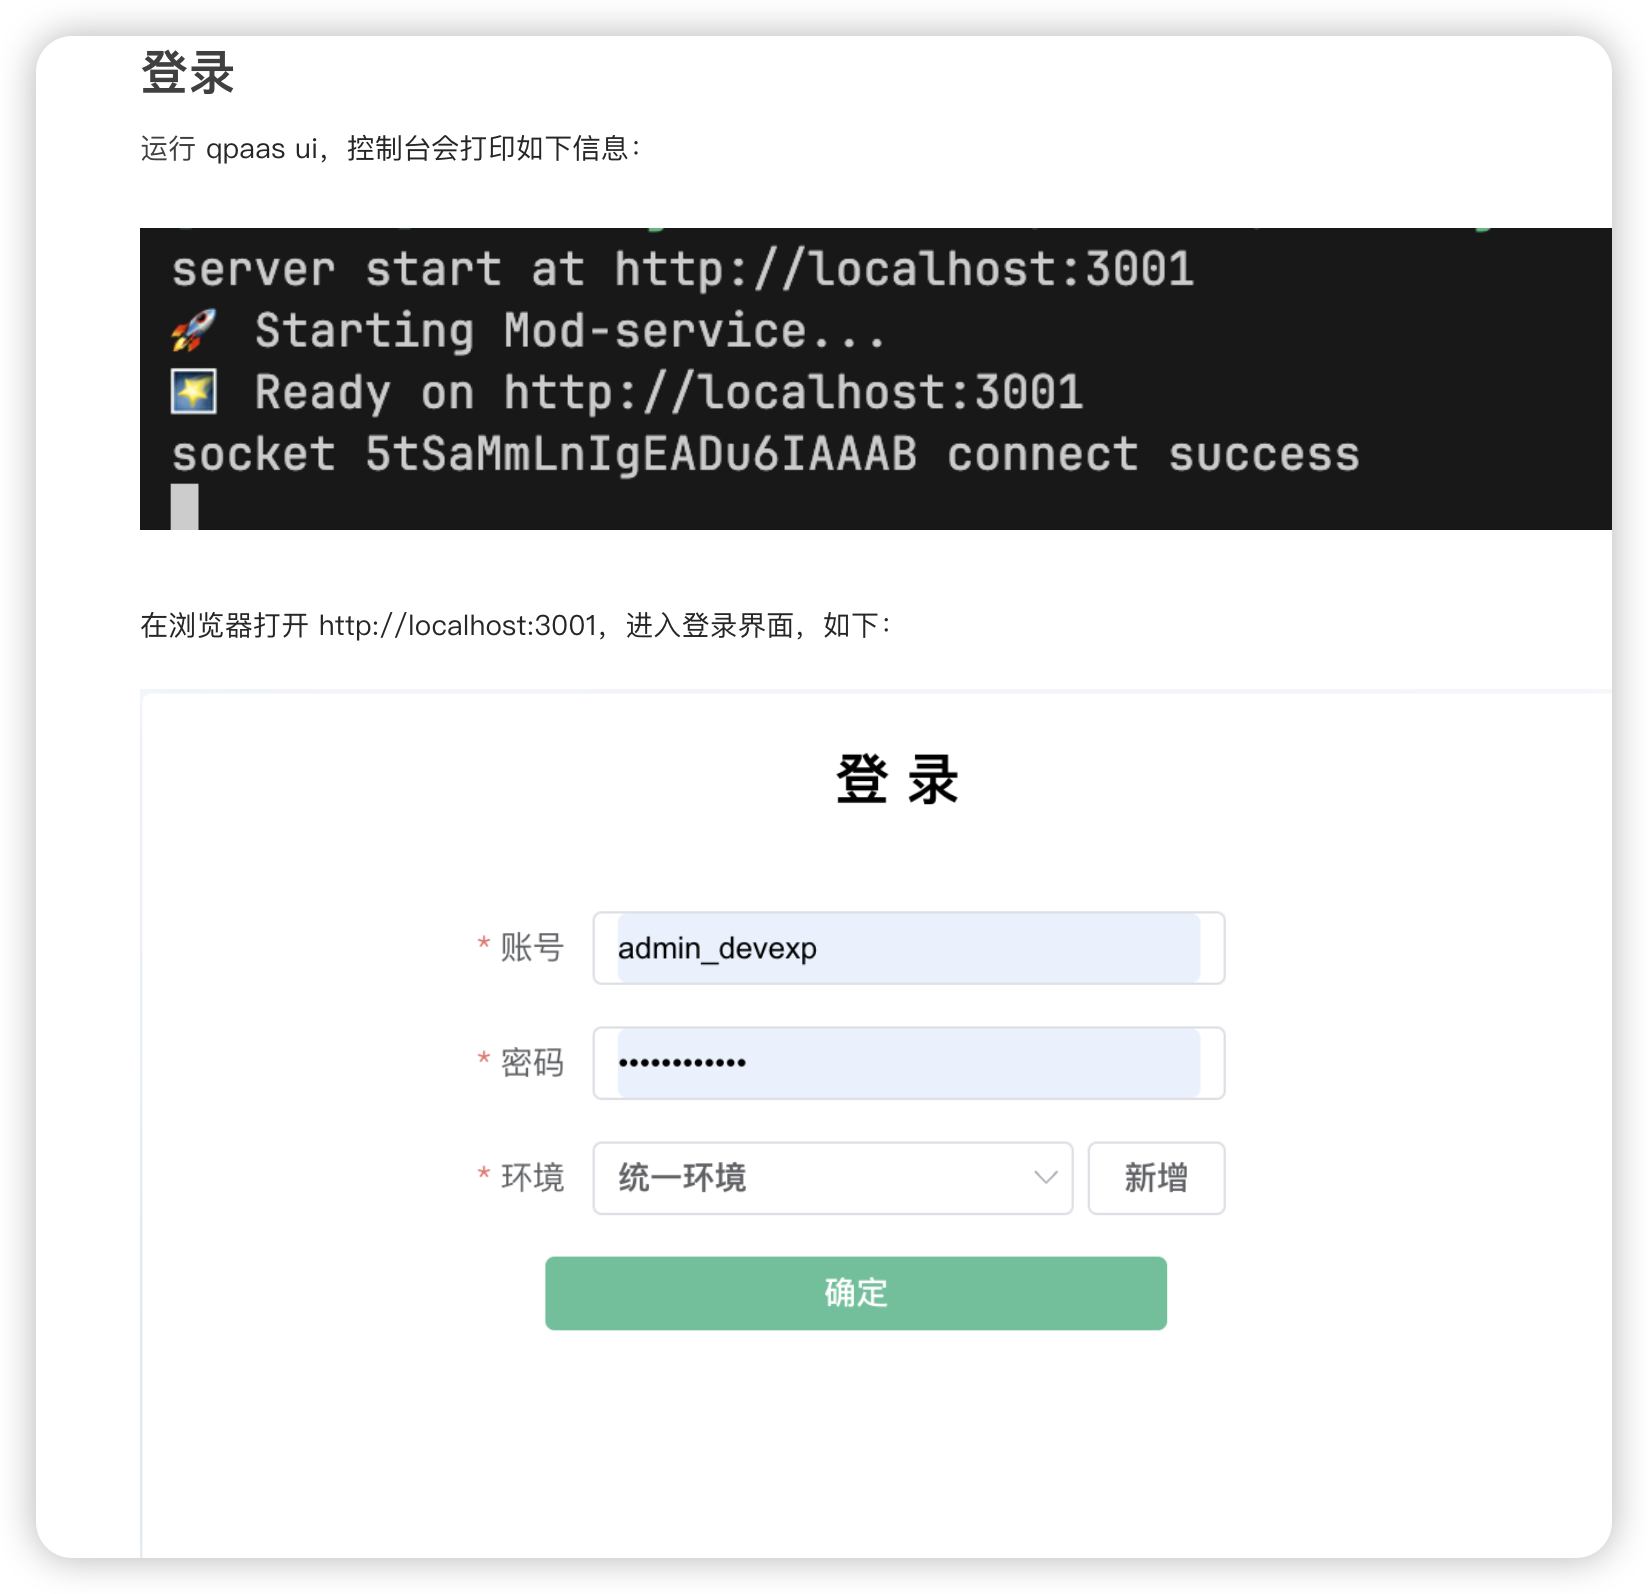 登录
运行 qpaas ui，控制台会打印如下信息：
server start at http://localhost:3001
🚀 Starting Mod-service...
🌠 Ready on http://localhost:3001
socket 5tSaMmLnIgEADu6IAAAB connect success
在浏览器打开 http://localhost:3001，进入登录界面，如下：
登 录
* 账号 admin_devexp
* 密码 ••••••••••••
* 环境 统一环境 新增
确定